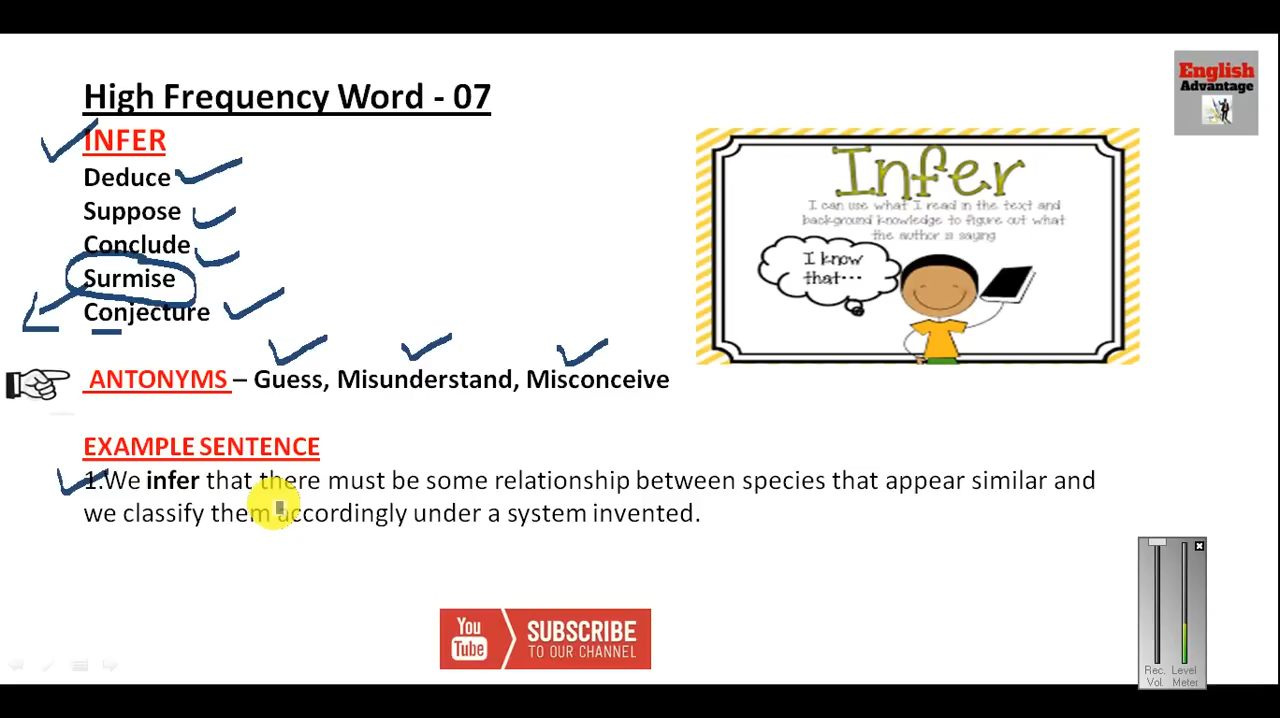 High Frequency Word - 07
INFER
Deduce
Suppose
Conclude
Surmise
Conjecture
ANTONYMS – Guess, Misunderstand, Misconceive
EXAMPLE SENTENCE
1.We infer that there must be some relationship between species that appear similar and
we classify them accordingly under a system invented.
English
Advantage
Infer
I can use what I read in the text and
background knowledge to figure out what
the author is saying
I know
that...
You
Tube
SUBSCRIBE
TO OUR CHANNEL
Rec. Level
Vol. Meter